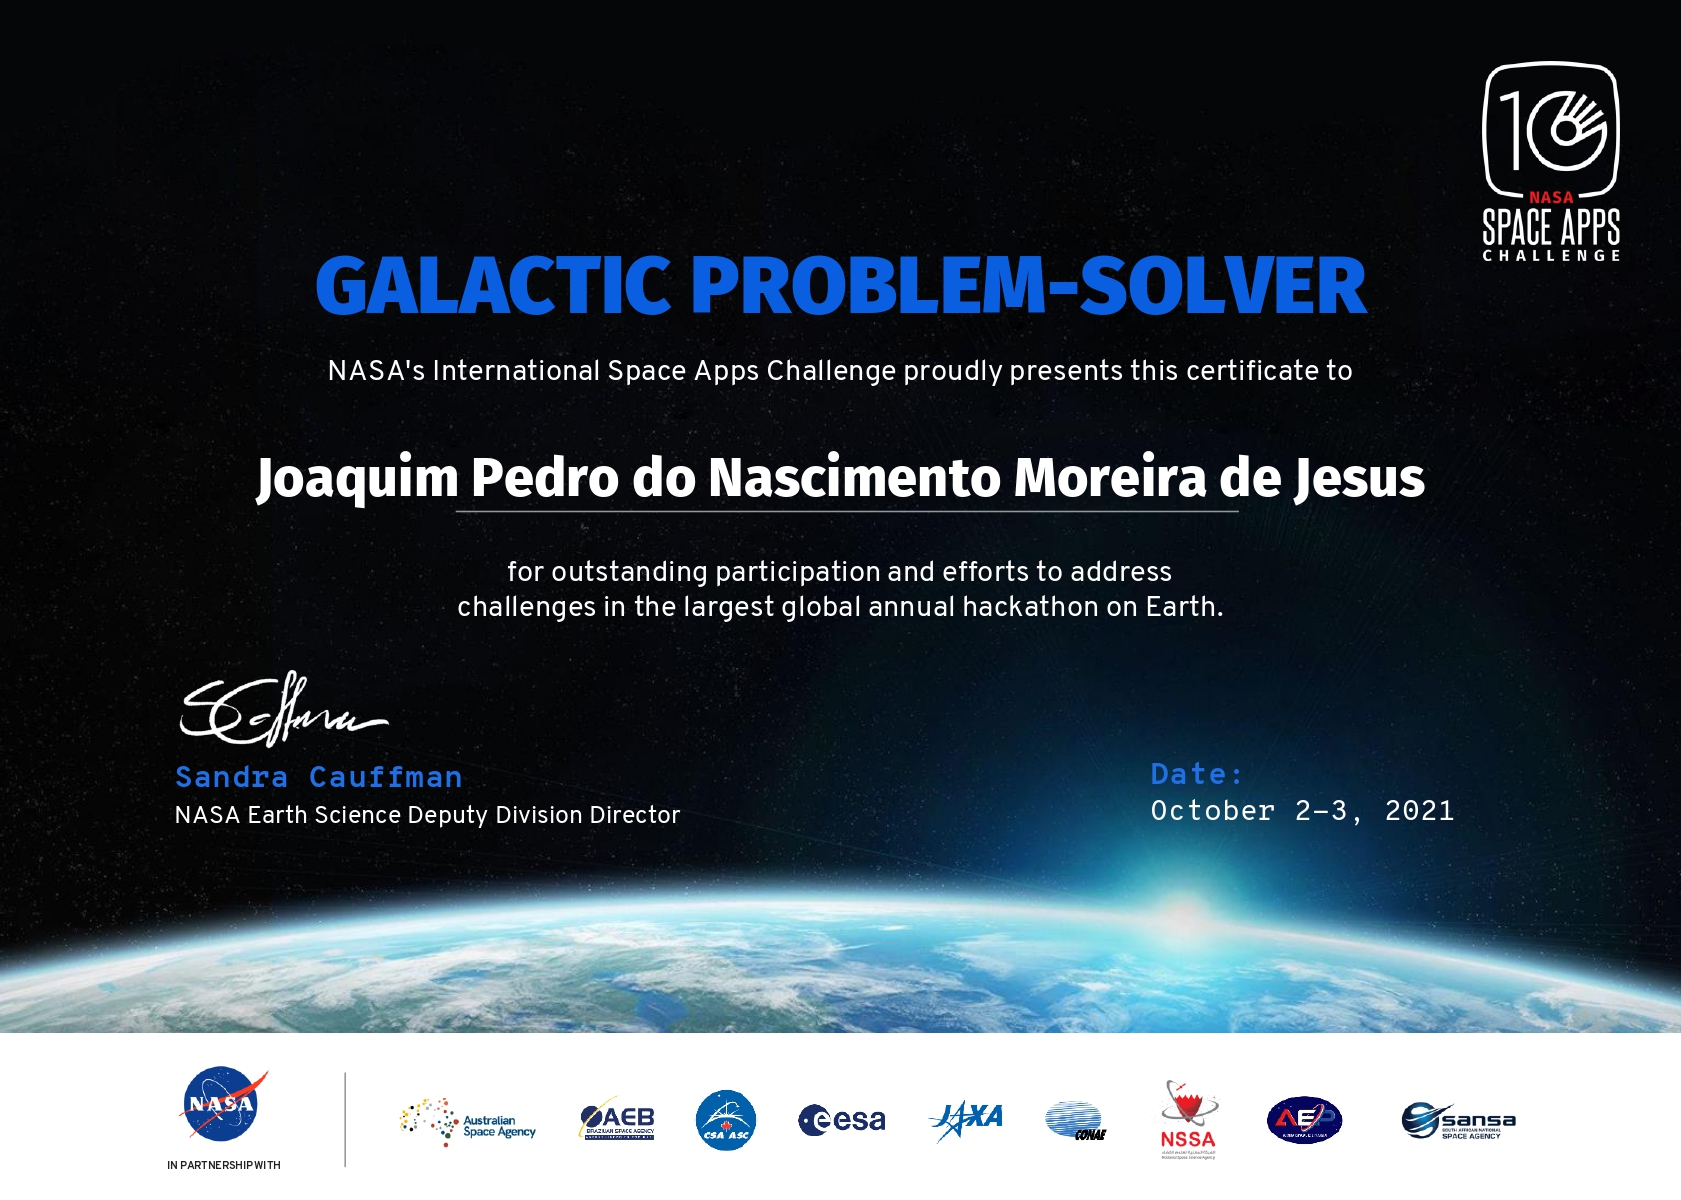 10
NASA
SPACE APPS
CHALLENGE
GALACTIC PROBLEM-SOLVER
NASA's International Space Apps Challenge proudly presents this certificate to
Joaquim Pedro do Nascimento Moreira de Jesus
for outstanding participation and efforts to address
challenges in the largest global annual hackathon on Earth.
Sandra Cauffman
NASA Earth Science Deputy Division Director
Date:
October 2-3, 2021
NASA
IN PARTNERSHIP WITH
Australian
Space Agency
AEB
BRAZILIAN SPACE AGENCY
CSA ASC
esa
JAXA
CONAE
NSSA
AEP
sansa
SOUTH AFRICAN NATIONAL
SPACE AGENCY